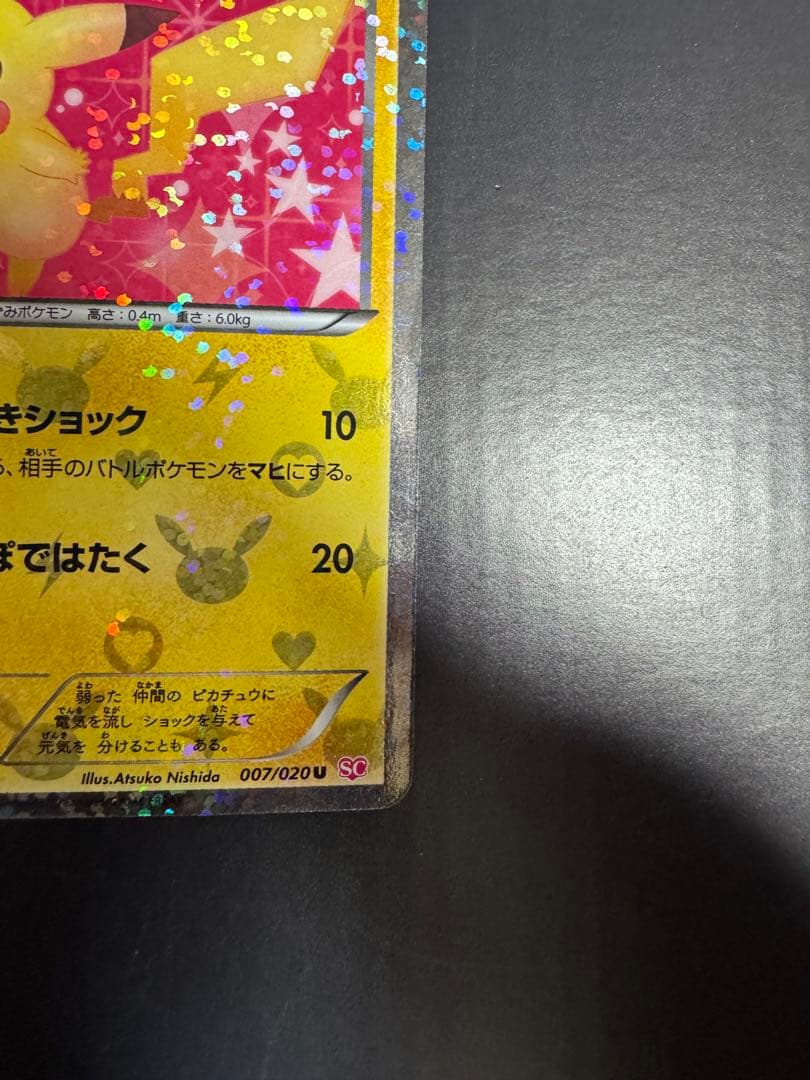 ずみポケモン 高さ：0.4m 重さ：6.0kg
きショック 10
、相手のバトルポケモンをマヒにする。
ぽではたく 20
弱った 仲間の ピカチュウに
電気を流し ショックを与えて
元気を 分けることも ある。
Illus.Atsuko Nishida 007/020 U SC